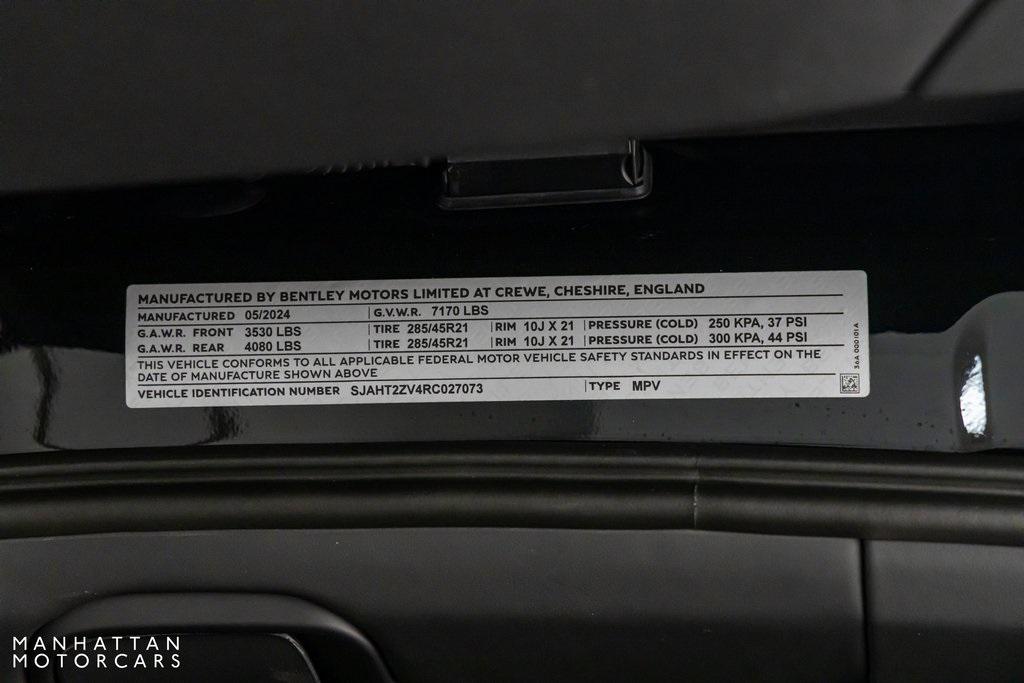 MANUFACTURED BY BENTLEY MOTORS LIMITED AT CREWE, CHESHIRE, ENGLAND
MANUFACTURED 05/2024 G.V.W.R. 7170 LBS
G.A.W.R. FRONT 3530 LBS TIRE 285/45R21 RIM 10J X 21 PRESSURE (COLD) 250 KPA, 37 PSI
G.A.W.R. REAR 4080 LBS TIRE 285/45R21 RIM 10J X 21 PRESSURE (COLD) 300 KPA, 44 PSI
THIS VEHICLE CONFORMS TO ALL APPLICABLE FEDERAL MOTOR VEHICLE SAFETY STANDARDS IN EFFECT ON THE
DATE OF MANUFACTURE SHOWN ABOVE
VEHICLE IDENTIFICATION NUMBER SJAHT2ZV4RC027073 TYPE MPV
36A 000101A
MANHATTAN
MOTORCARS